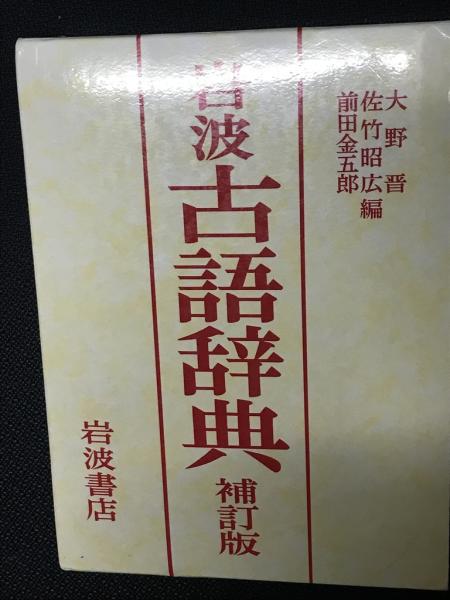 大野晋
佐竹昭広編
前田金五郎
岩波古語辞典補訂版
岩波書店